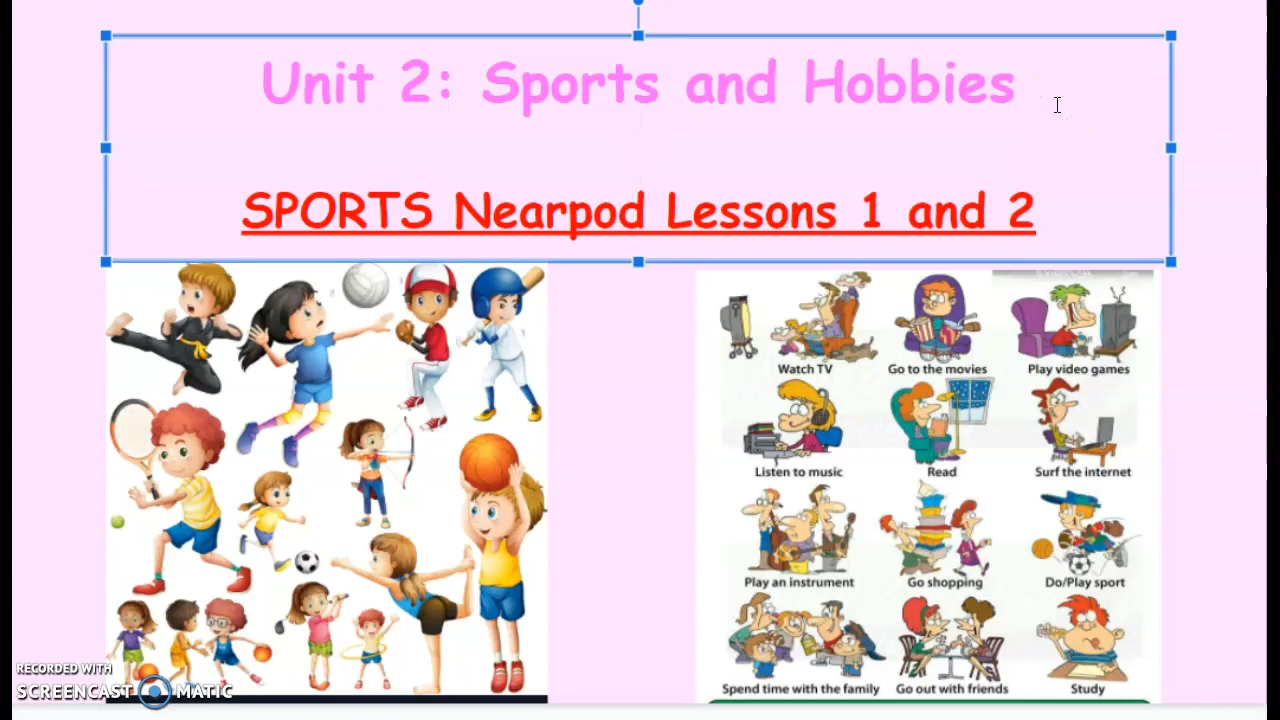 Unit 2: Sports and Hobbies
SPORTS Nearpod Lessons 1 and 2
Watch TV
Go to the movies
Play video games
Listen to music
Read
Surf the internet
Play an instrument
Go shopping
Do/Play sport
Spend time with the family
Go out with friends
Study
RECORDED WITH
SCREENCAST MATIC